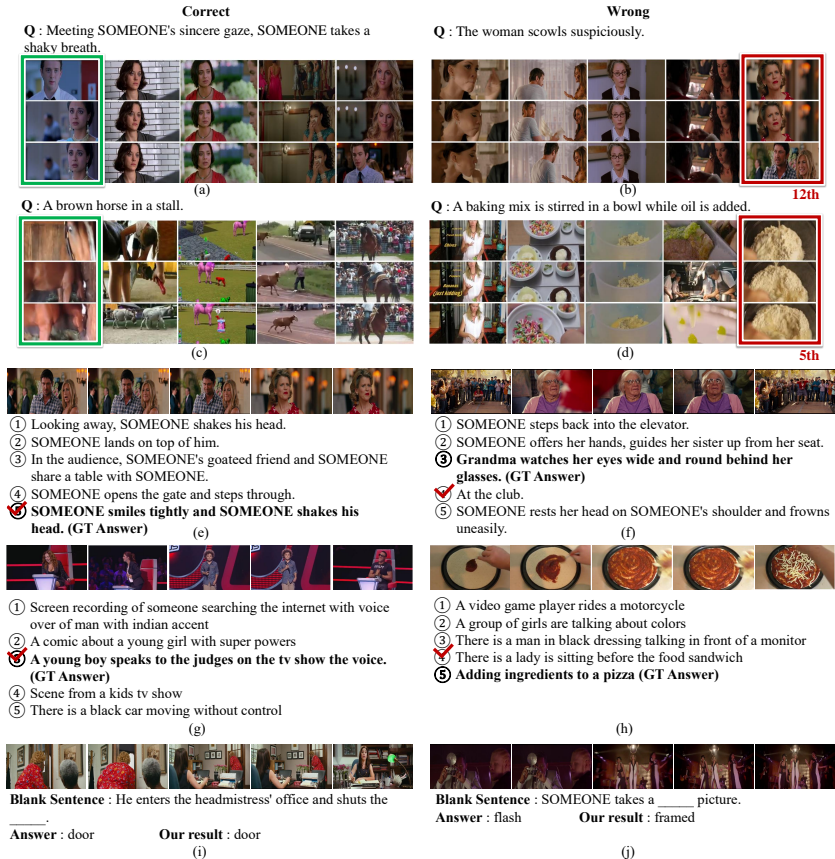 Correct
Wrong
Q : Meeting SOMEONE's sincere gaze, SOMEONE takes a
shaky breath.
(a)
Q : The woman scowls suspiciously.
(b)
12th
Q : A brown horse in a stall.
(c)
Q : A baking mix is stirred in a bowl while oil is added.
Bananas
(Just kidding)
(d)
5th
① Looking away, SOMEONE shakes his head.
② SOMEONE lands on top of him.
③ In the audience, SOMEONE's goateed friend and SOMEONE
share a table with SOMEONE.
④ SOMEONE opens the gate and steps through.
⑤ SOMEONE smiles tightly and SOMEONE shakes his
head. (GT Answer)
(e)
① SOMEONE steps back into the elevator.
② SOMEONE offers her hands, guides her sister up from her seat.
③ Grandma watches her eyes wide and round behind her
glasses. (GT Answer)
④ At the club.
⑤ SOMEONE rests her head on SOMEONE's shoulder and frowns
uneasily.
(f)
① Screen recording of someone searching the internet with voice
over of man with indian accent
② A comic about a young girl with super powers
③ A young boy speaks to the judges on the tv show the voice.
(GT Answer)
④ Scene from a kids tv show
⑤ There is a black car moving without control
(g)
① A video game player rides a motorcycle
② A group of girls are talking about colors
③ There is a man in black dressing talking in front of a monitor
④ There is a lady is sitting before the food sandwich
⑤ Adding ingredients to a pizza (GT Answer)
(h)
Blank Sentence : He enters the headmistress' office and shuts the
_____.
Answer : door Our result : door
(i)
Blank Sentence : SOMEONE takes a _____ picture.
Answer : flash Our result : framed
(j)